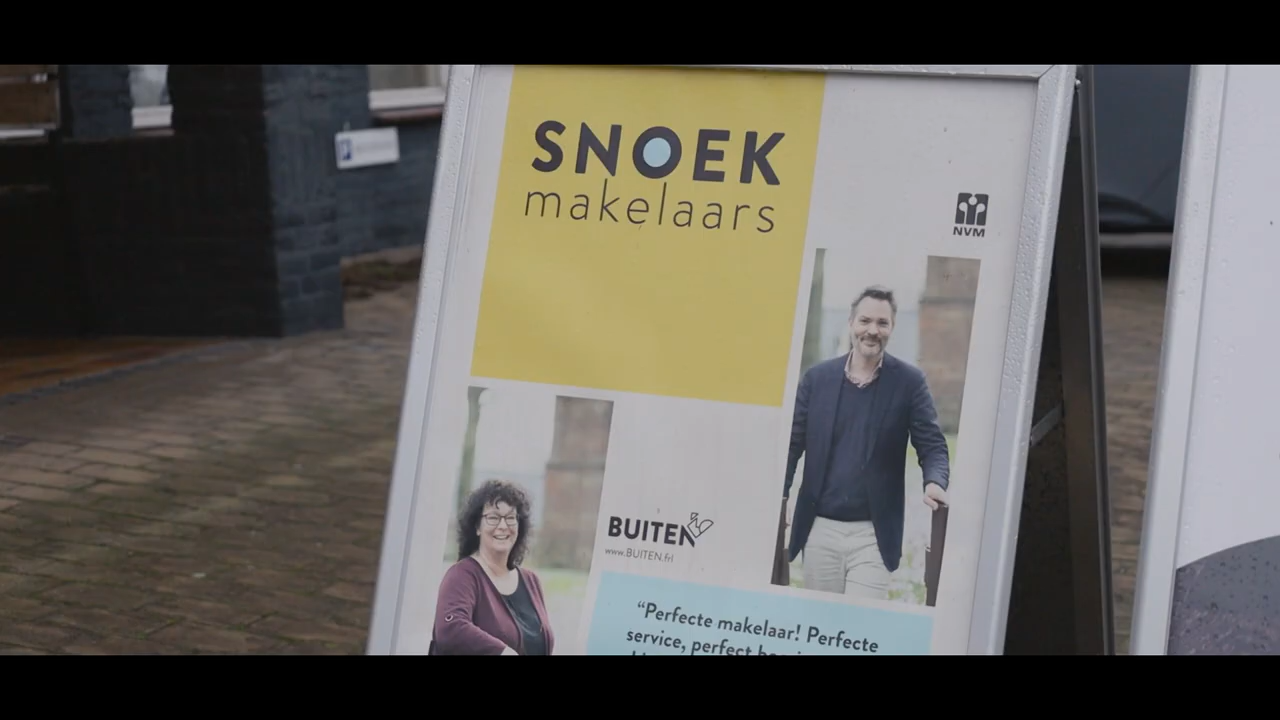 SNOEK
makelaars
NVM
BUITEN
www.BUITEN.frl
“Perfecte makelaar! Perfecte
service, perfect